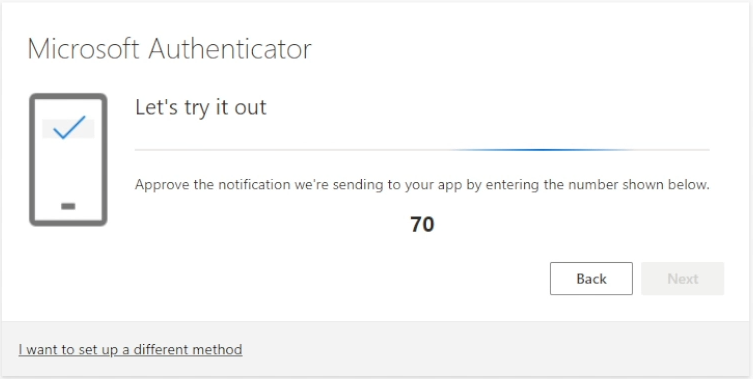 Microsoft Authenticator
Let's try it out
Approve the notification we're sending to your app by entering the number shown below.
70
Back
Next
I want to set up a different method